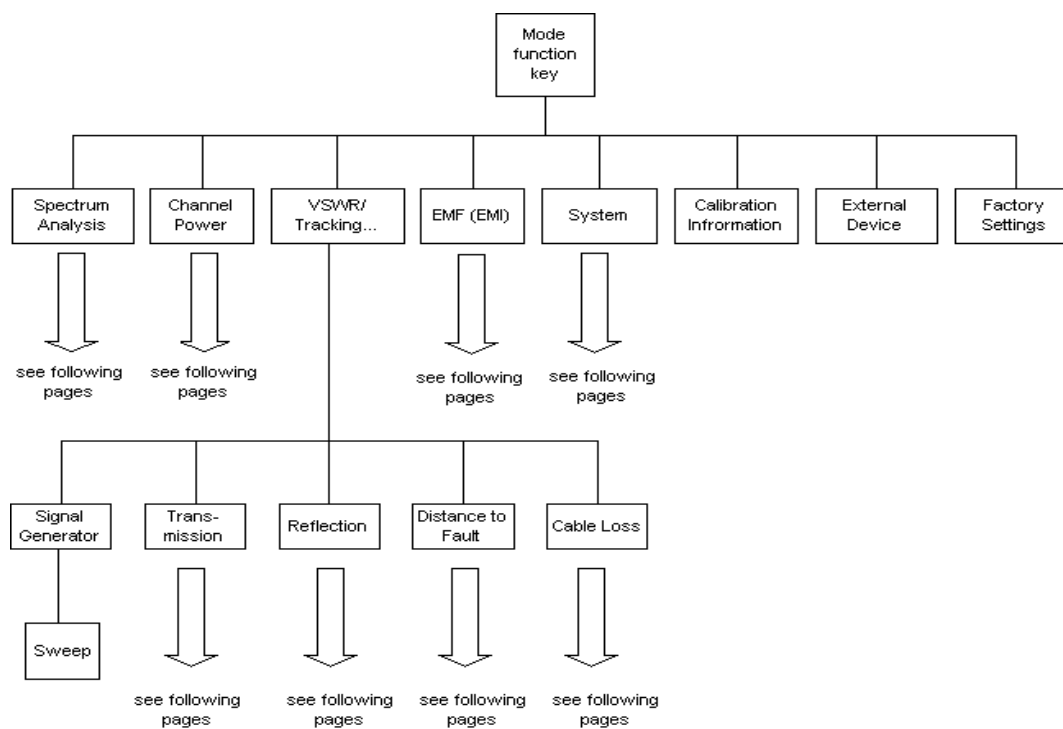 Mode
function
key
Spectrum
Analysis
Channel
Power
VSWR/
Tracking...
EMF (EMI)
System
Calibration
Infrormation
External
Device
Factory
Settings
see following
pages
see following
pages
see following
pages
see following
pages
Signal
Generator
Trans-
mission
Reflection
Distance to
Fault
Cable Loss
Sweep
see following
pages
see following
pages
see following
pages
see following
pages